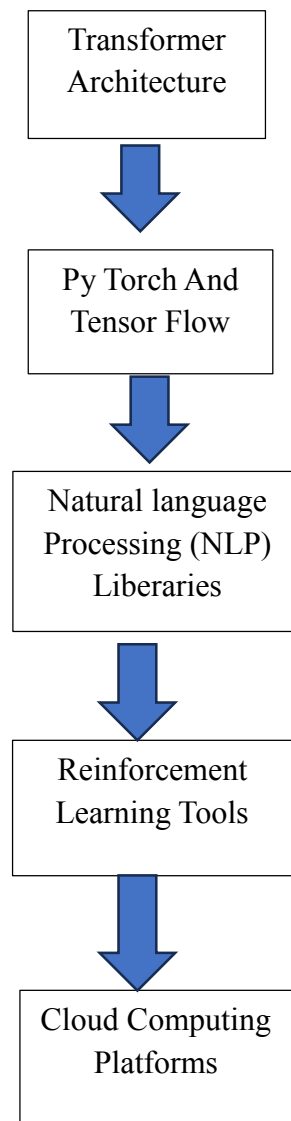 Transformer
Architecture
Py Torch And
Tensor Flow
Natural language
Processing (NLP)
Liberaries
Reinforcement
Learning Tools
Cloud Computing
Platforms